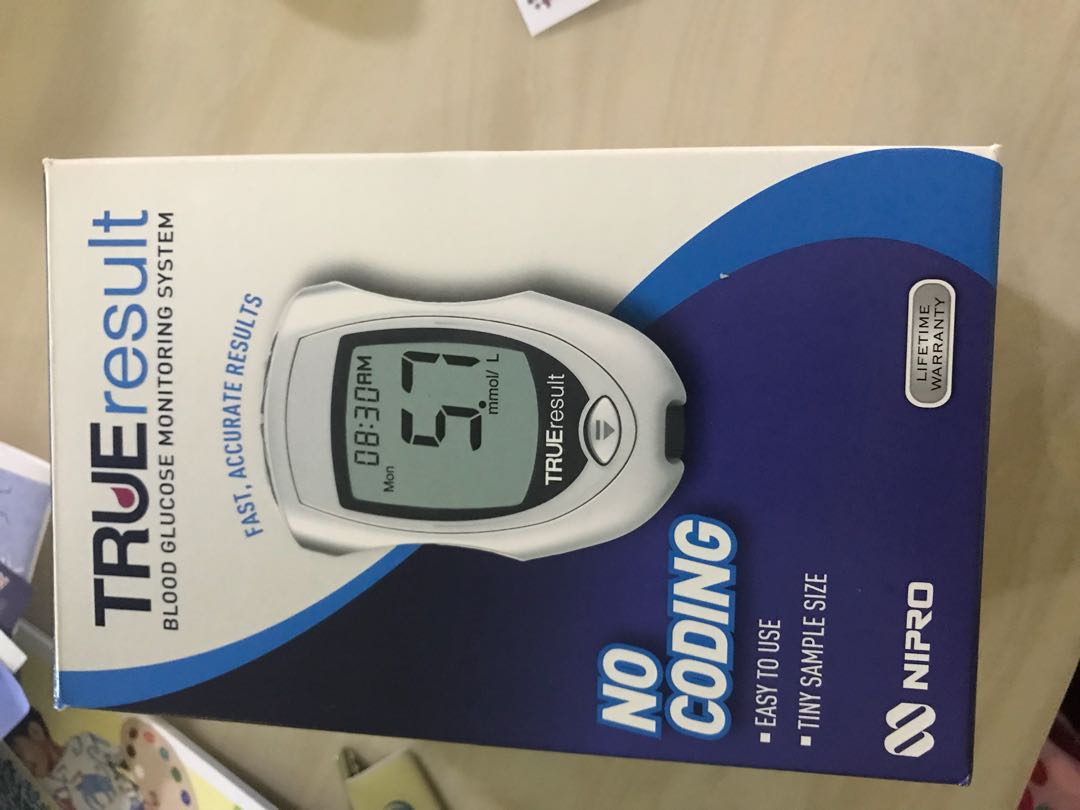 TRUEresult
BLOOD GLUCOSE MONITORING SYSTEM
FAST, ACCURATE RESULTS
08:30AM
Mon
5.7
mmol/L
TRUEresult
NO
CODING
▪ EASY TO USE
▪ TINY SAMPLE SIZE
NIPRO
LIFETIME
WARRANTY